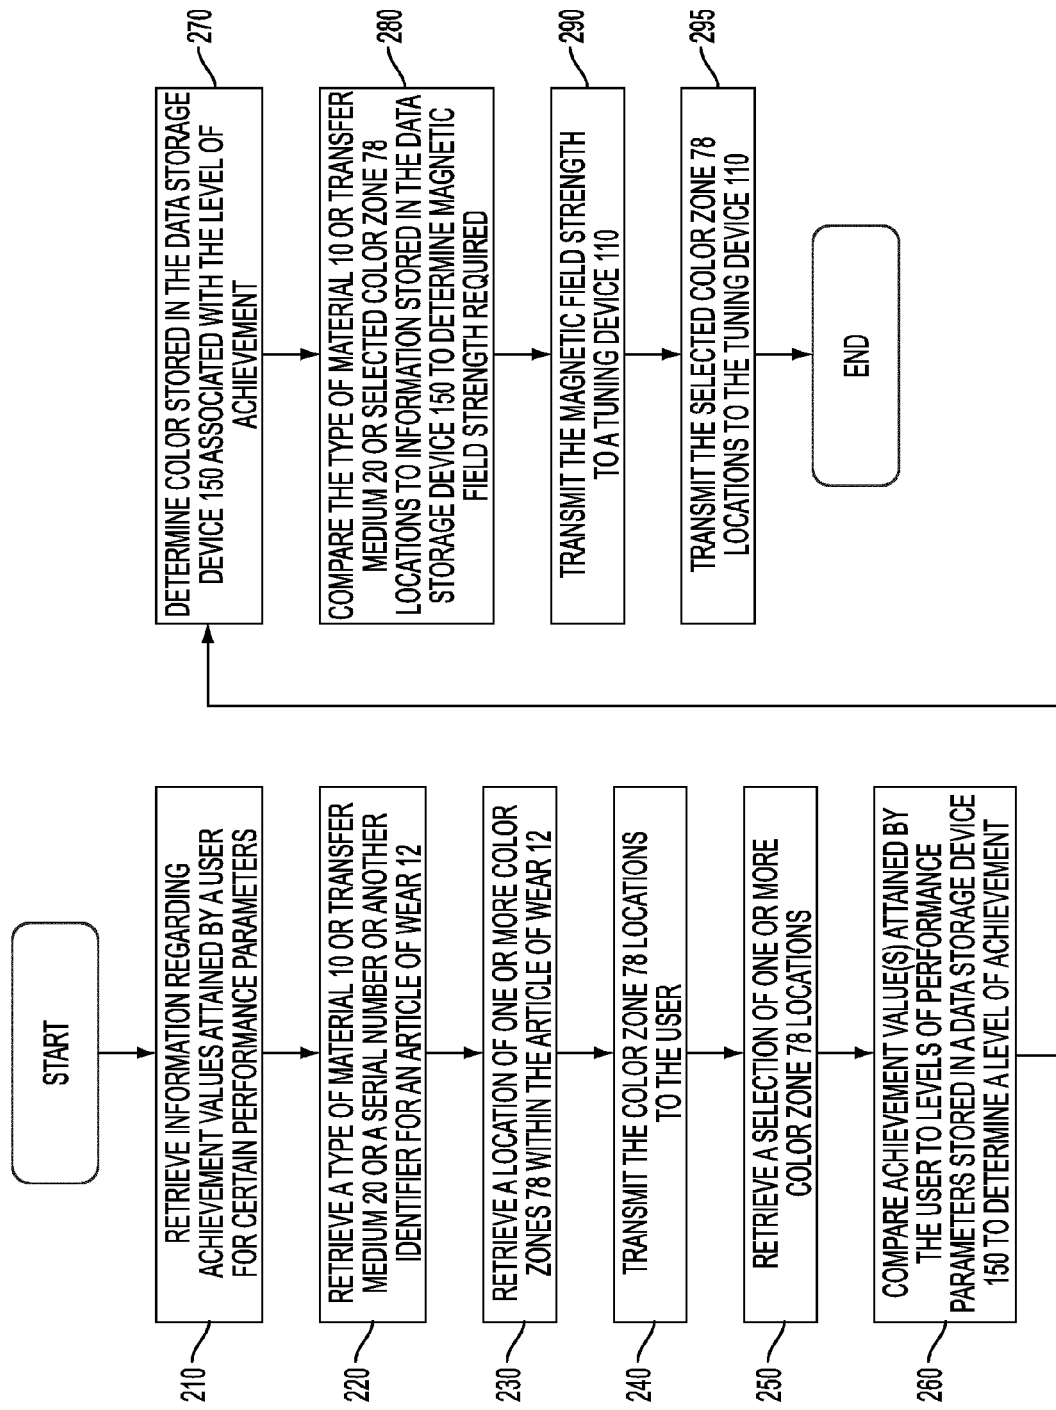 START
RETRIEVE INFORMATION REGARDING
ACHIEVEMENT VALUES ATTAINED BY A USER
FOR CERTAIN PERFORMANCE PARAMETERS
210
RETRIEVE A TYPE OF MATERIAL 10 OR TRANSFER
MEDIUM 20 OR A SERIAL NUMBER OR ANOTHER
IDENTIFIER FOR AN ARTICLE OF WEAR 12
220
RETRIEVE A LOCATION OF ONE OR MORE COLOR
ZONES 78 WITHIN THE ARTICLE OF WEAR 12
230
TRANSMIT THE COLOR ZONE 78 LOCATIONS
TO THE USER
240
RETRIEVE A SELECTION OF ONE OR MORE
COLOR ZONE 78 LOCATIONS
250
COMPARE ACHIEVEMENT VALUE(S) ATTAINED BY
THE USER TO LEVELS OF PERFORMANCE
PARAMETERS STORED IN A DATA STORAGE DEVICE
150 TO DETERMINE A LEVEL OF ACHIEVEMENT
260
DETERMINE COLOR STORED IN THE DATA STORAGE
DEVICE 150 ASSOCIATED WITH THE LEVEL OF
ACHIEVEMENT
270
COMPARE THE TYPE OF MATERIAL 10 OR TRANSFER
MEDIUM 20 OR SELECTED COLOR ZONE 78
LOCATIONS TO INFORMATION STORED IN THE DATA
STORAGE DEVICE 150 TO DETERMINE MAGNETIC
FIELD STRENGTH REQUIRED
280
TRANSMIT THE MAGNETIC FIELD STRENGTH
TO A TUNING DEVICE 110
290
TRANSMIT THE SELECTED COLOR ZONE 78
LOCATIONS TO THE TUNING DEVICE 110
295
END